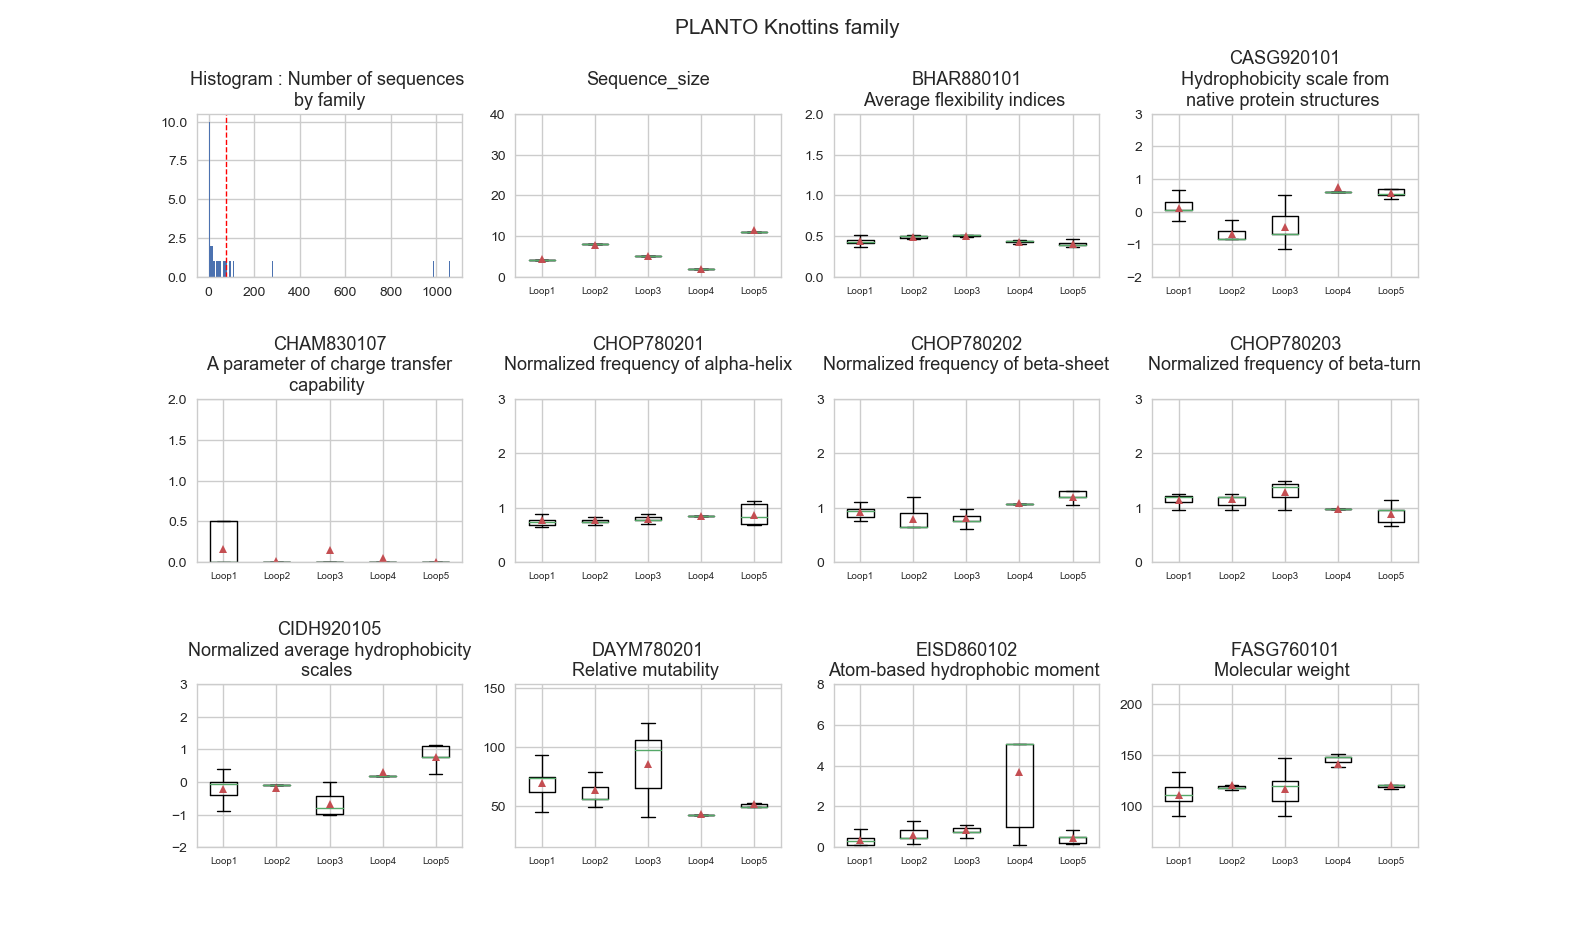 PLANTO Knottins family
Histogram : Number of sequences
by family
10.0
7.5
5.0
2.5
0.0
0 200 400 600 800 1000
Sequence_size
40
30
20
10
0
Loop1 Loop2 Loop3 Loop4 Loop5
BHAR880101
Average flexibility indices
2.0
1.5
1.0
0.5
0.0
Loop1 Loop2 Loop3 Loop4 Loop5
CASG920101
Hydrophobicity scale from
native protein structures
3
2
1
0
−1
−2
Loop1 Loop2 Loop3 Loop4 Loop5
CHAM830107
A parameter of charge transfer
capability
2.0
1.5
1.0
0.5
0.0
Loop1 Loop2 Loop3 Loop4 Loop5
CHOP780201
Normalized frequency of alpha-helix
3
2
1
0
Loop1 Loop2 Loop3 Loop4 Loop5
CHOP780202
Normalized frequency of beta-sheet
3
2
1
0
Loop1 Loop2 Loop3 Loop4 Loop5
CHOP780203
Normalized frequency of beta-turn
3
2
1
0
Loop1 Loop2 Loop3 Loop4 Loop5
CIDH920105
Normalized average hydrophobicity
scales
3
2
1
0
−1
−2
Loop1 Loop2 Loop3 Loop4 Loop5
DAYM780201
Relative mutability
150
100
50
Loop1 Loop2 Loop3 Loop4 Loop5
EISD860102
Atom-based hydrophobic moment
8
6
4
2
0
Loop1 Loop2 Loop3 Loop4 Loop5
FASG760101
Molecular weight
200
150
100
Loop1 Loop2 Loop3 Loop4 Loop5